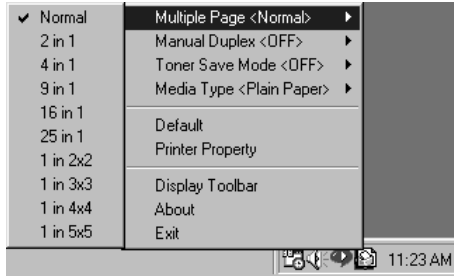 Normal
2 in 1
4 in 1
9 in 1
16 in 1
25 in 1
1 in 2x2
1 in 3x3
1 in 4x4
1 in 5x5
Multiple Page <Normal>
Manual Duplex <OFF>
Toner Save Mode <OFF>
Media Type <Plain Paper>
Default
Printer Property
Display Toolbar
About
Exit
11:23 AM